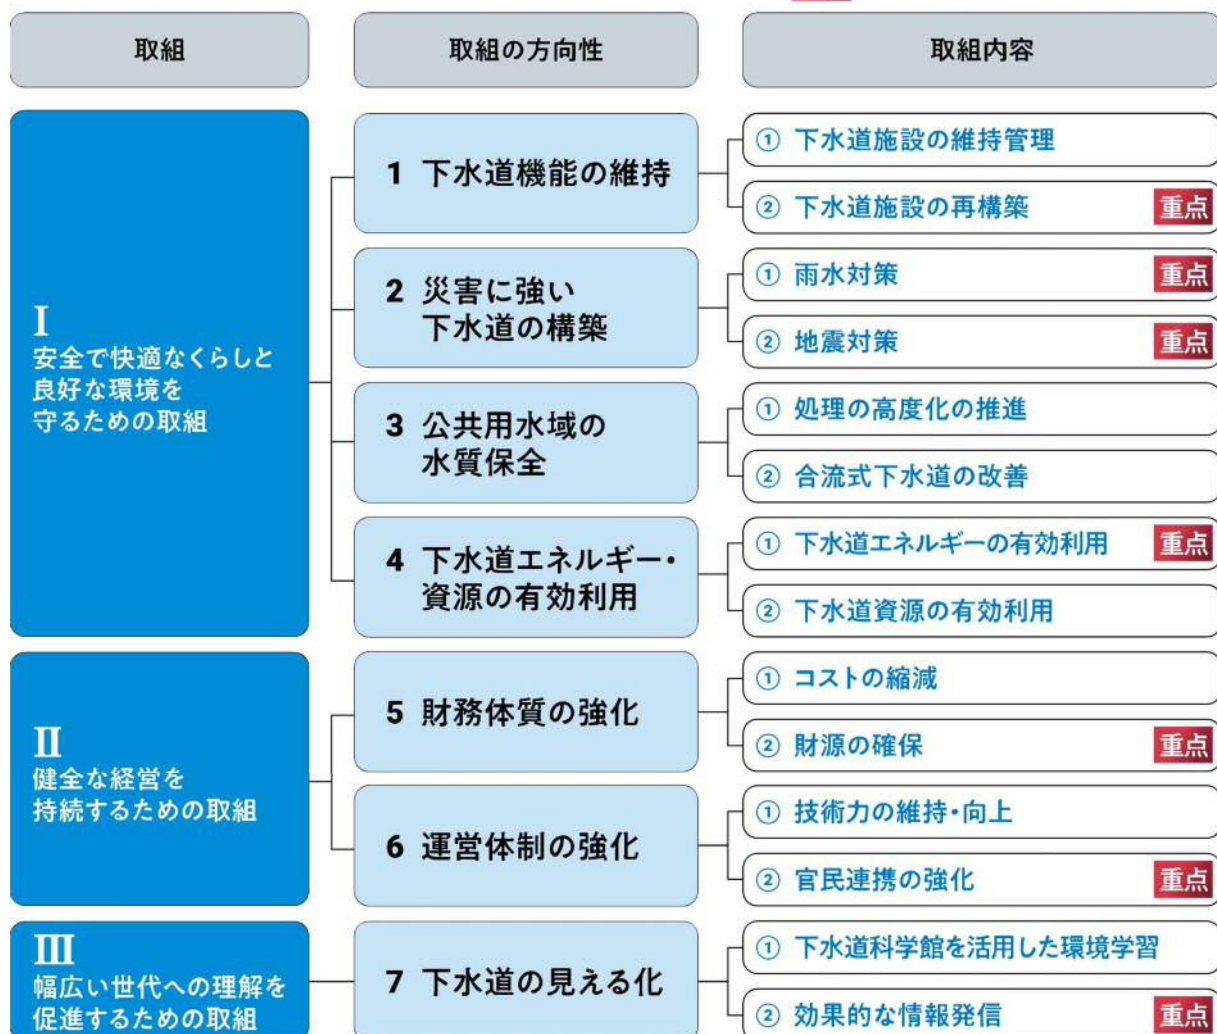 取組
取組の方向性
取組内容
I
安全で快適なくらしと
良好な環境を
守るための取組
1 下水道機能の維持
① 下水道施設の維持管理
② 下水道施設の再構築 重点
2 災害に強い
下水道の構築
① 雨水対策 重点
② 地震対策 重点
3 公共用水域の
水質保全
① 処理の高度化の推進
② 合流式下水道の改善
4 下水道エネルギー・
資源の有効利用
① 下水道エネルギーの有効利用 重点
② 下水道資源の有効利用
II
健全な経営を
持続するための取組
5 財務体質の強化
① コストの縮減
② 財源の確保 重点
6 運営体制の強化
① 技術力の維持・向上
② 官民連携の強化 重点
III
幅広い世代への理解を
促進するための取組
7 下水道の見える化
① 下水道科学館を活用した環境学習
② 効果的な情報発信 重点